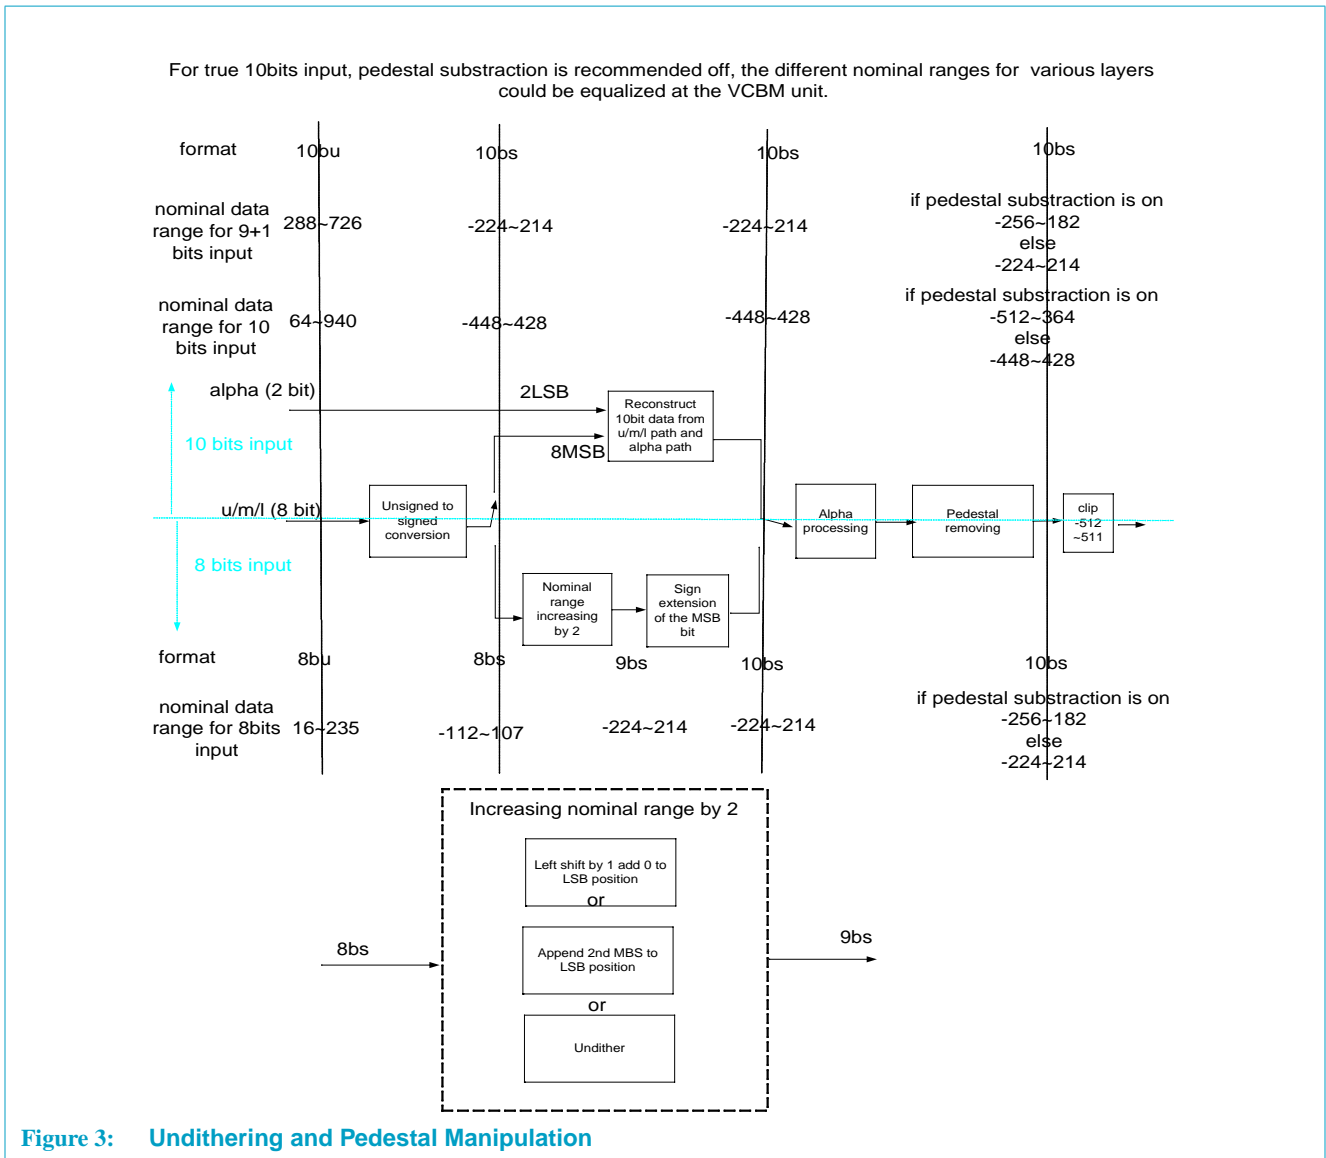 For true 10bits input, pedestal substraction is recommended off, the different nominal ranges for various layers
could be equalized at the VCBM unit.
format
10bu
10bs
10bs
10bs
nominal data
range for 9+1
bits input
288~726
-224~214
-224~214
if pedestal substraction is on
-256~182
else
-224~214
nominal data
range for 10
bits input
64~940
-448~428
-448~428
if pedestal substraction is on
-512~364
else
-448~428
alpha (2 bit)
2LSB
10 bits input
8MSB
Reconstruct
10bit data from
u/m/l path and
alpha path
u/m/l (8 bit)
Unsigned to
signed
conversion
Alpha
processing
Pedestal
removing
clip
-512
~511
8 bits input
Nominal
range
increasing
by 2
Sign
extension
of the MSB
bit
format
8bu
8bs
9bs
10bs
10bs
nominal data
range for 8bits
input
16~235
-112~107
-224~214
-224~214
if pedestal substraction is on
-256~182
else
-224~214
Increasing nominal range by 2
Left shift by 1 add 0 to
LSB position
or
8bs
Append 2nd MBS to
LSB position
9bs
or
Undither
Figure 3: Undithering and Pedestal Manipulation